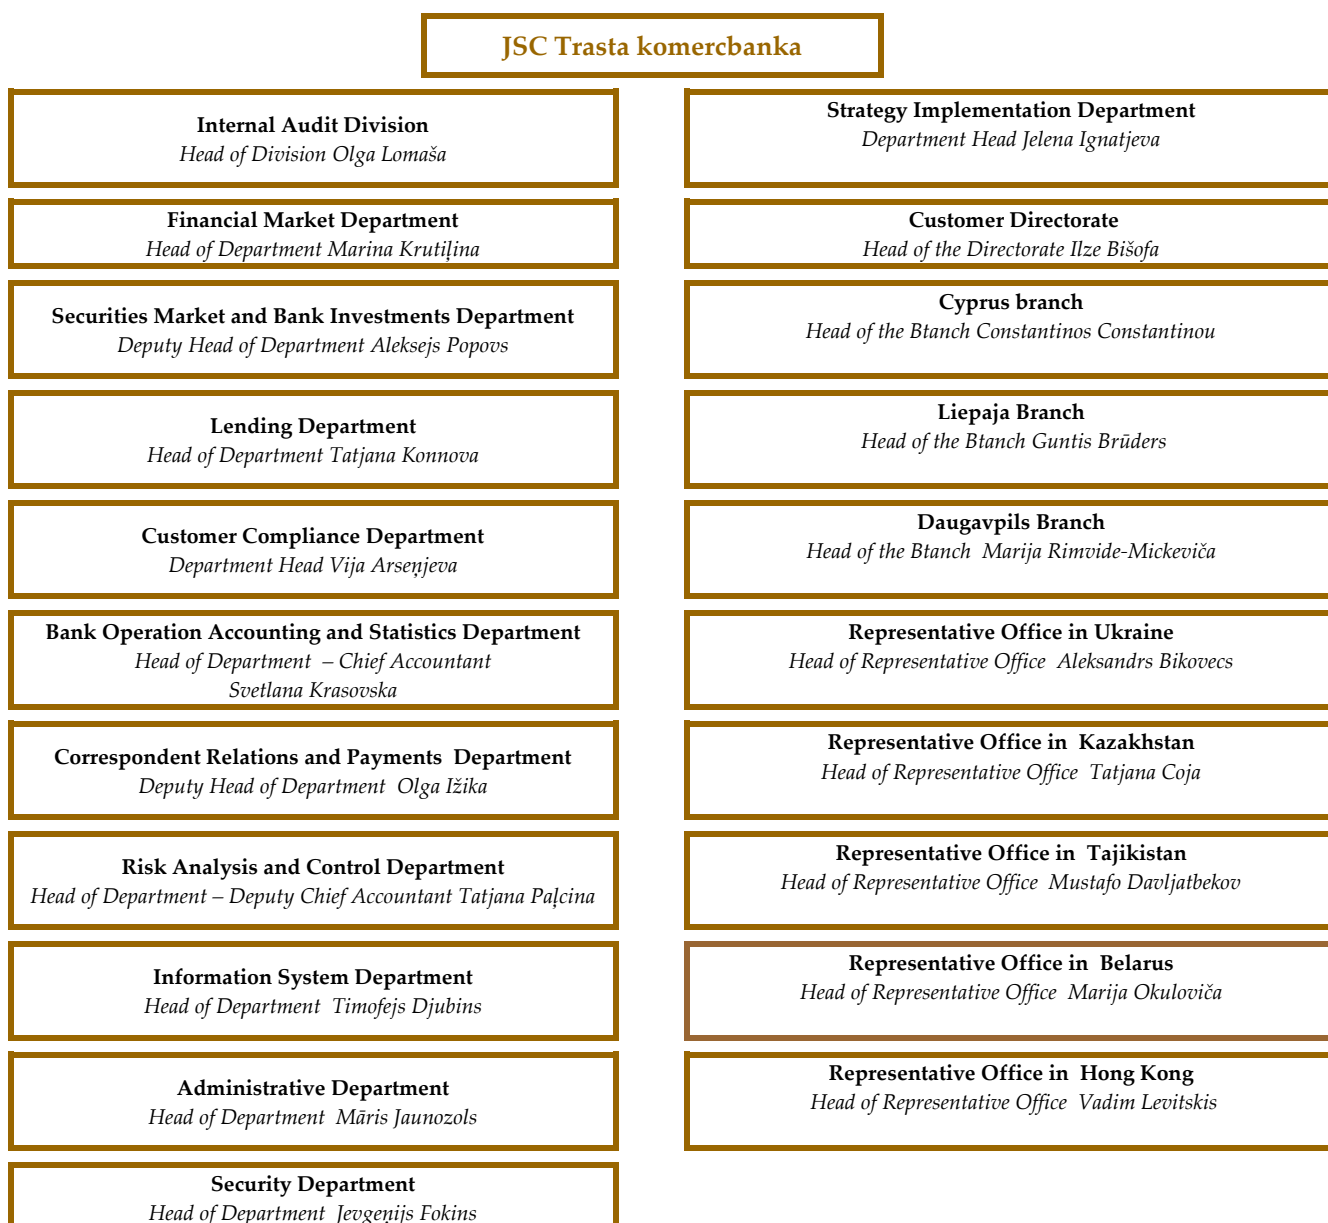 JSC Trasta komercbanka
Internal Audit Division
Head of Division Olga Lomaša
Financial Market Department
Head of Department Marina Krutiļina
Securities Market and Bank Investments Department
Deputy Head of Department Aleksejs Popovs
Lending Department
Head of Department Tatjana Konnova
Customer Compliance Department
Department Head Vija Arseņjeva
Bank Operation Accounting and Statistics Department
Head of Department – Chief Accountant
Svetlana Krasovska
Correspondent Relations and Payments Department
Deputy Head of Department Olga Ižika
Risk Analysis and Control Department
Head of Department – Deputy Chief Accountant Tatjana Paļcina
Information System Department
Head of Department Timofejs Djubins
Administrative Department
Head of Department Māris Jaunozols
Security Department
Head of Department Jevgeņijs Fokins
Strategy Implementation Department
Department Head Jelena Ignatjeva
Customer Directorate
Head of the Directorate Ilze Bišofa
Cyprus branch
Head of the Btanch Constantinos Constantinou
Liepaja Branch
Head of the Btanch Guntis Brūders
Daugavpils Branch
Head of the Btanch Marija Rimvide-Mickeviča
Representative Office in Ukraine
Head of Representative Office Aleksandrs Bikovecs
Representative Office in Kazakhstan
Head of Representative Office Tatjana Coja
Representative Office in Tajikistan
Head of Representative Office Mustafo Davljatbekov
Representative Office in Belarus
Head of Representative Office Marija Okuloviča
Representative Office in Hong Kong
Head of Representative Office Vadim Levitskis